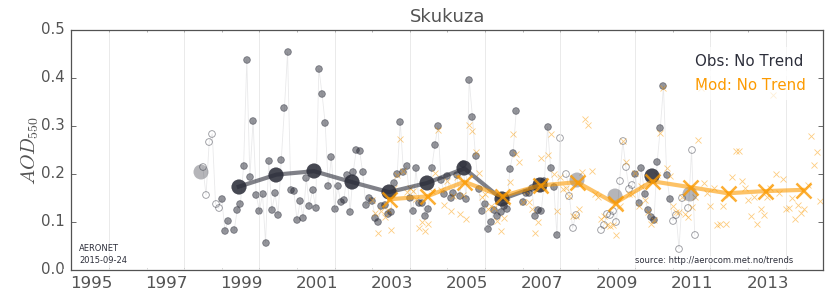 Skukuza
0.5
0.4
0.3
0.2
0.1
0.0
AOD550
Obs: No Trend
Mod: No Trend
AERONET
2015-09-24
source: http://aerocom.met.no/trends
1995 1997 1999 2001 2003 2005 2007 2009 2011 2013